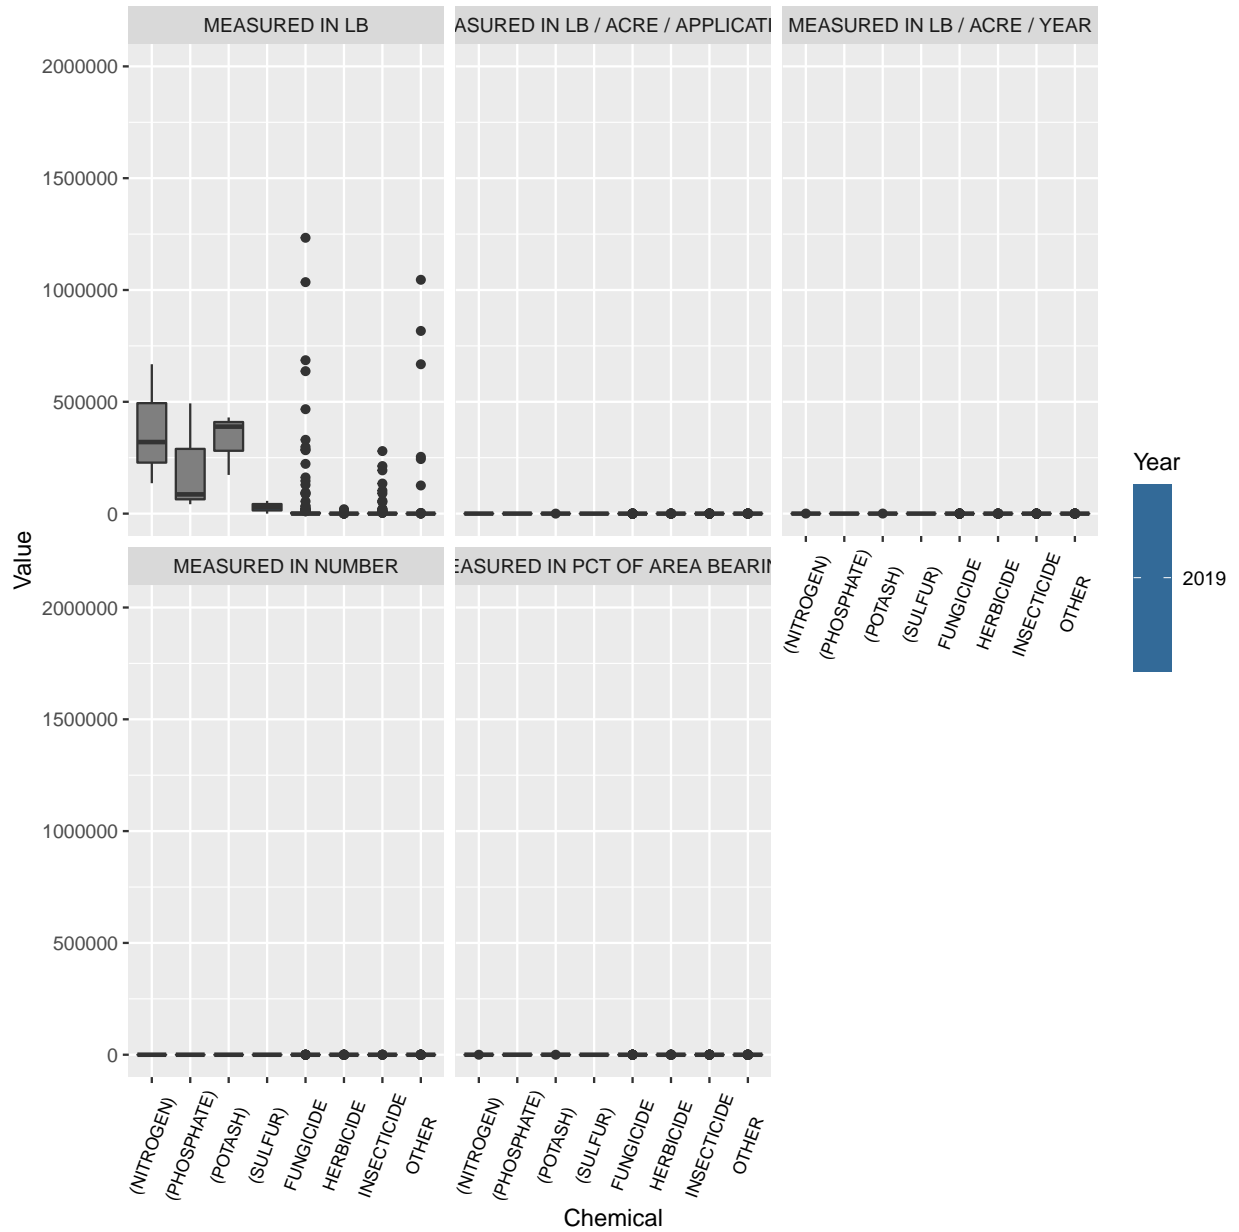 MEASURED IN LB
ASURED IN LB / ACRE / APPLICATI
MEASURED IN LB / ACRE / YEAR
2000000
1500000
1000000
500000
0
(NITROGEN)
(PHOSPHATE)
(POTASH)
(SULFUR)
FUNGICIDE
HERBICIDE
INSECTICIDE
OTHER
Year
2019
Value
MEASURED IN NUMBER
EASURED IN PCT OF AREA BEARIN
2000000
1500000
1000000
500000
0
(NITROGEN)
(PHOSPHATE)
(POTASH)
(SULFUR)
FUNGICIDE
HERBICIDE
INSECTICIDE
OTHER
(NITROGEN)
(PHOSPHATE)
(POTASH)
(SULFUR)
FUNGICIDE
HERBICIDE
INSECTICIDE
OTHER
Chemical